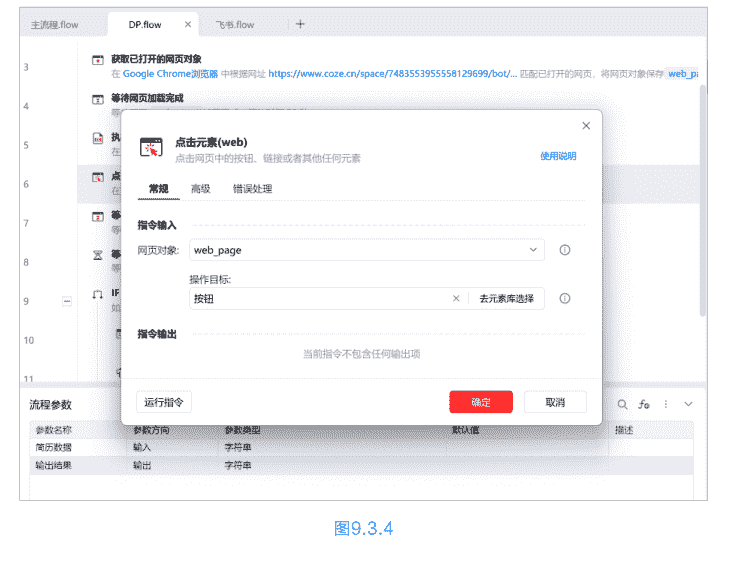 主流程.flow DP.flow × 飞书.flow +
3 获取已打开的网页对象
在 Google Chrome浏览器 中根据网址 https://www.coze.cn/space/7483553955558129699/bot/... 匹配已打开的网页，将网页对象保存 web_pa
4 等待网页加载完成
点击元素(web)
点击网页中的按钮、链接或者其他任何元素
使用说明
5 执
在
6 点
在
7 等
等
8 等
等
9 IF
如
10
11
常规 高级 错误处理
指令输入
网页对象: web_page
操作目标:
按钮 × 去元素库选择
指令输出
当前指令不包含任何输出项
运行指令 确定 取消
流程参数
参数名称 参数方向 参数类型 默认值 描述
简历数据 输入 字符串
输出结果 输出 字符串
图9.3.4